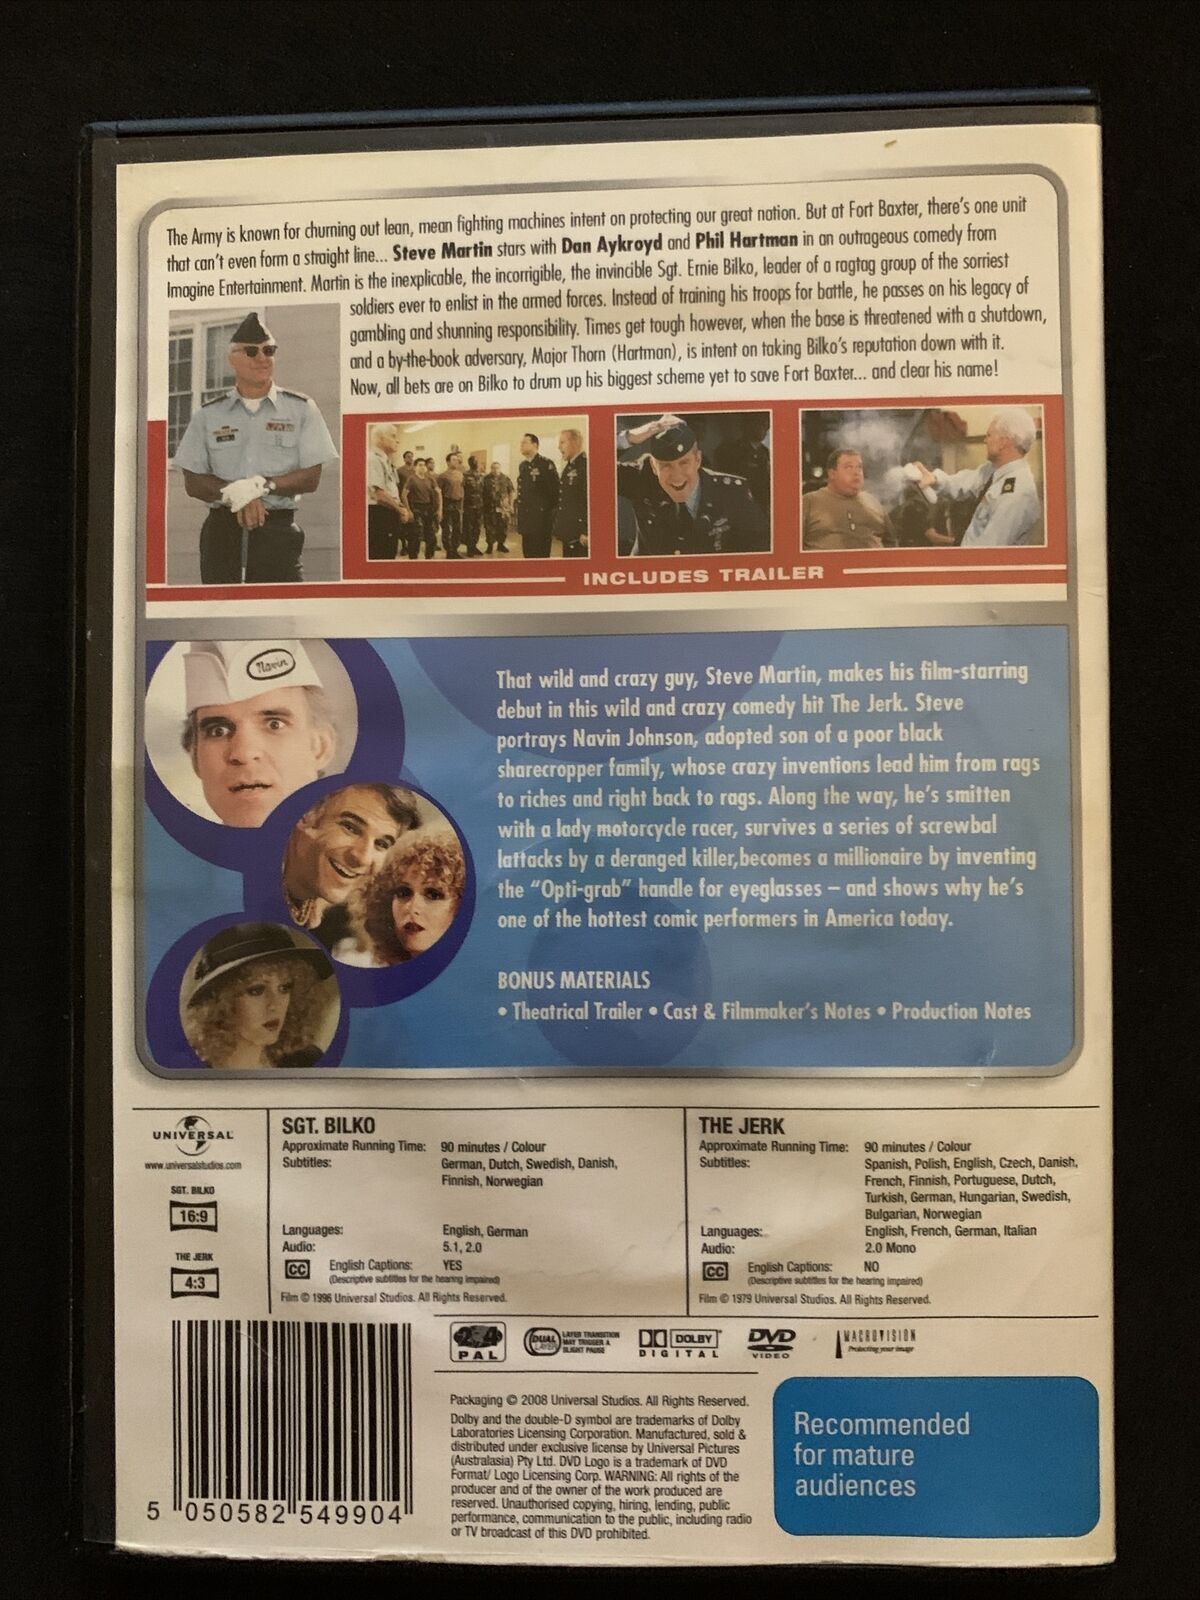 The Army is known for churning out lean, mean fighting machines intent on protecting our great nation. But at Fort Baxter, there's one unit
that can't even form a straight line... Steve Martin stars with Dan Aykroyd and Phil Hartman in an outrageous comedy from
Imagine Entertainment. Martin is the inexplicable, the incorrigible, the invincible Sgt. Ernie Bilko, leader of a ragtag group of the sorriest
soldiers ever to enlist in the armed forces. Instead of training his troops for battle, he passes on his legacy of
gambling and shunning responsibility. Times get tough however, when the base is threatened with a shutdown,
and a by-the-book adversary, Major Thorn (Hartman), is intent on taking Bilko's reputation down with it.
Now, all bets are on Bilko to drum up his biggest scheme yet to save Fort Baxter... and clear his name!
INCLUDES TRAILER
Navin
That wild and crazy guy, Steve Martin, makes his film-starring
debut in this wild and crazy comedy hit The Jerk. Steve
portrays Navin Johnson, adopted son of a poor black
sharecropper family, whose crazy inventions lead him from rags
to riches and right back to rags. Along the way, he's smitten
with a lady motorcycle racer, survives a series of screwbal
lattacks by a deranged killer,becomes a millionaire by inventing
the "Opti-grab" handle for eyeglasses – and shows why he's
one of the hottest comic performers in America today.
BONUS MATERIALS
• Theatrical Trailer • Cast & Filmmaker's Notes • Production Notes
UNIVERSAL
www.universalstudios.com
SGT. BILKO
16:9
THE JERK
4:3
SGT. BILKO
Approximate Running Time: 90 minutes / Colour
Subtitles: German, Dutch, Swedish, Danish,
Finnish, Norwegian
Languages: English, German
Audio: 5.1, 2.0
CC English Captions: YES
(Descriptive subtitles for the hearing impaired)
Film © 1996 Universal Studios. All Rights Reserved.
THE JERK
Approximate Running Time: 90 minutes / Colour
Subtitles: Spanish, Polish, English, Czech, Danish,
French, Finnish, Portuguese, Dutch,
Turkish, German, Hungarian, Swedish,
Bulgarian, Norwegian
Languages: English, French, German, Italian
Audio: 2.0 Mono
CC English Captions: NO
(Descriptive subtitles for the hearing impaired)
Film © 1979 Universal Studios. All Rights Reserved.
2 4
PAL
DUAL LAYER
LAYER TRANSITION
MAY TRIGGER A
SLIGHT PAUSE
DOLBY
DIGITAL
DVD
VIDEO
MACROVISION
Protecting your image
Packaging © 2008 Universal Studios. All Rights Reserved.
Dolby and the double-D symbol are trademarks of Dolby
Laboratories Licensing Corporation. Manufactured, sold &
distributed under exclusive license by Universal Pictures
(Australasia) Pty Ltd. DVD Logo is a trademark of DVD
Format/ Logo Licensing Corp. WARNING: All rights of the
producer and of the owner of the work produced are
reserved. Unauthorised copying, hiring, lending, public
performance, communication to the public, including radio
or TV broadcast of this DVD prohibited.
Recommended
for mature
audiences
5 050582 549904